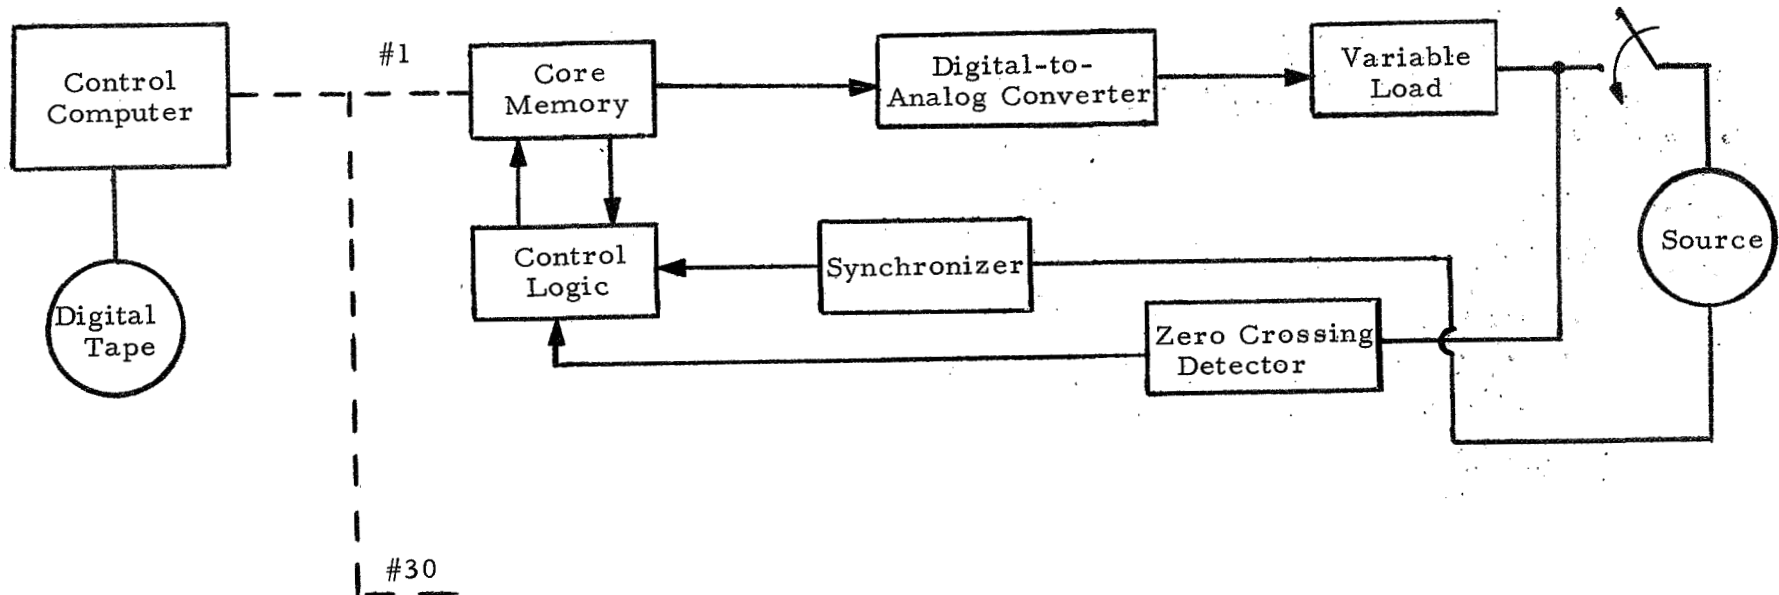 Control
Computer
#1
Core
Memory
Digital-to-
Analog Converter
Variable
Load
Control
Logic
Synchronizer
Source
Digital
Tape
Zero Crossing
Detector
#30